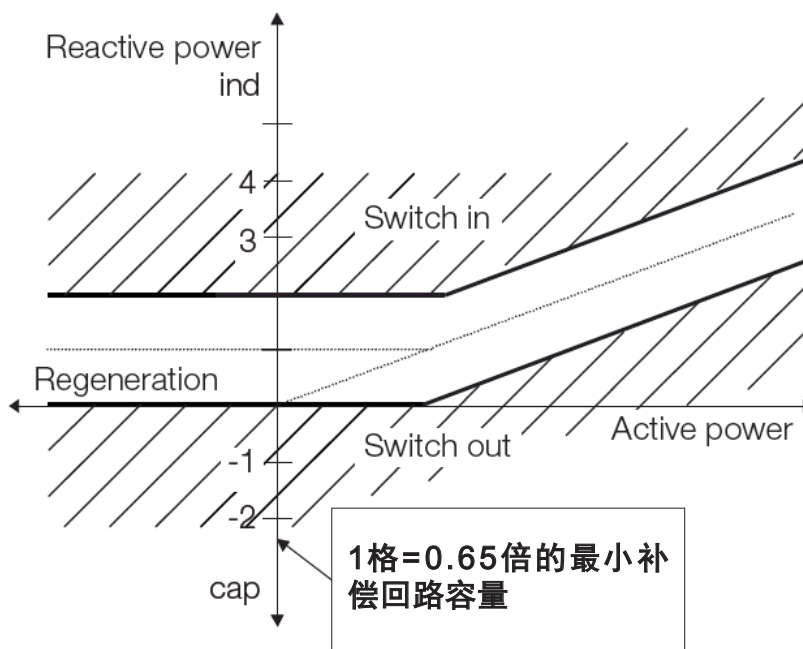 Reactive power
ind
4
Switch in
3
Regeneration
Active power
Switch out
-1
-2
1格=0.65倍的最小补
偿回路容量
cap